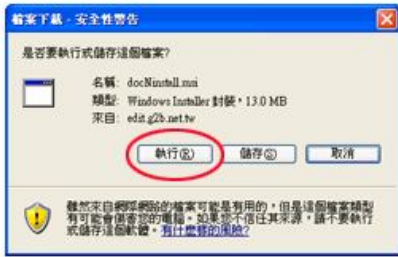 檔案下載 - 安全性警告
是否要執行或儲存這個檔案?
名稱: docNinstall.msi
類型: Windows Installer 封裝，13.0 MB
來自: edit.g2b.net.tw
執行(R)
儲存(S)
取消
雖然來自網際網路的檔案可能是有用的，但是這個檔案類型
有可能會傷害您的電腦。如果您不信任其來源，請不要執行
或儲存這個軟體。有什麼樣的風險?